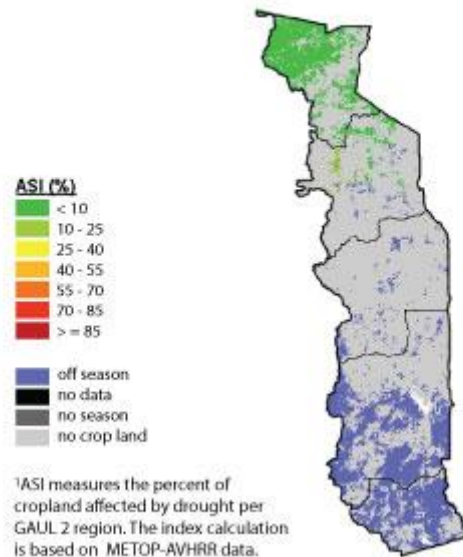 ASI (%)
< 10
10 - 25
25 - 40
40 - 55
55 - 70
70 - 85
> = 85
off season
no data
no season
no crop land
¹ASI measures the percent of
cropland affected by drought per
GAUL 2 region. The index calculation
is based on METOP-AVHRR data.